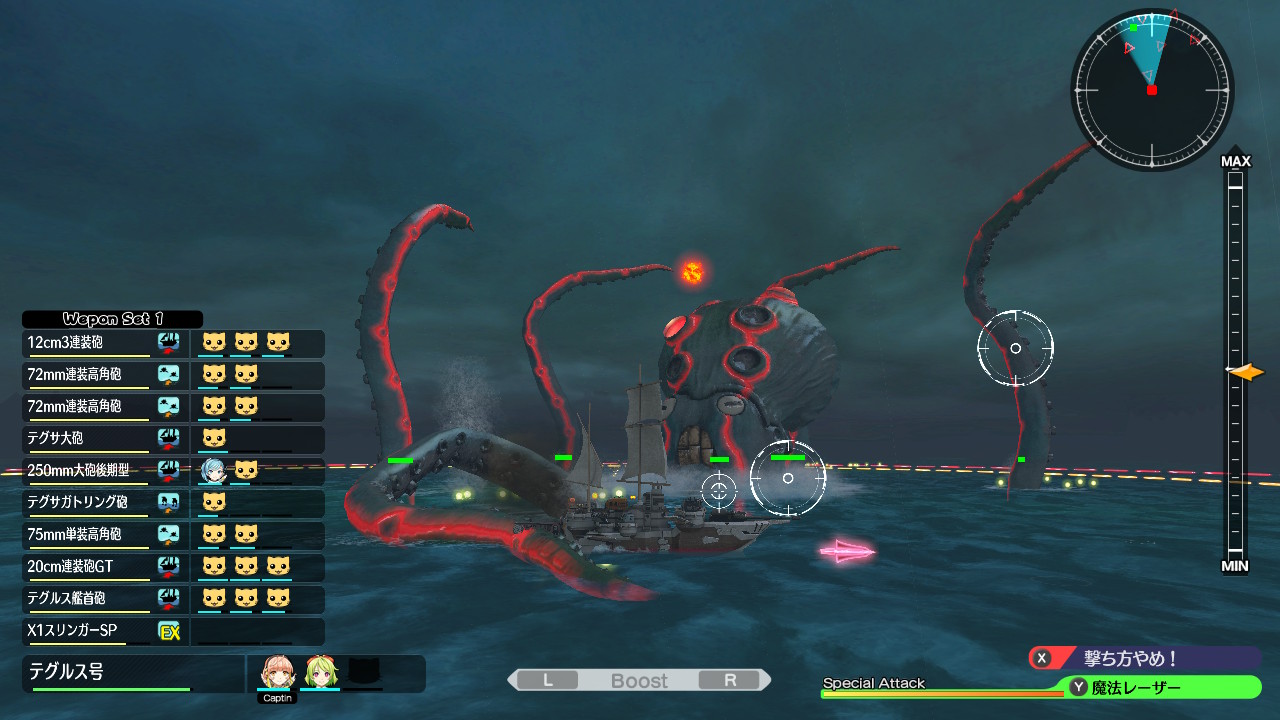 MAX
Wepon Set 1
12cm3連装砲
72mm連装高角砲
72mm連装高角砲
テグサ大砲
250mm大砲後期型
テグサガトリング砲
75mm単装高角砲
20cm連装砲GT
テグルス艦首砲
X1スリンガーSP
EX
MIN
テグルス号
Captin
L Boost R
X 撃ち方やめ！
Special Attack
Y 魔法レーザー